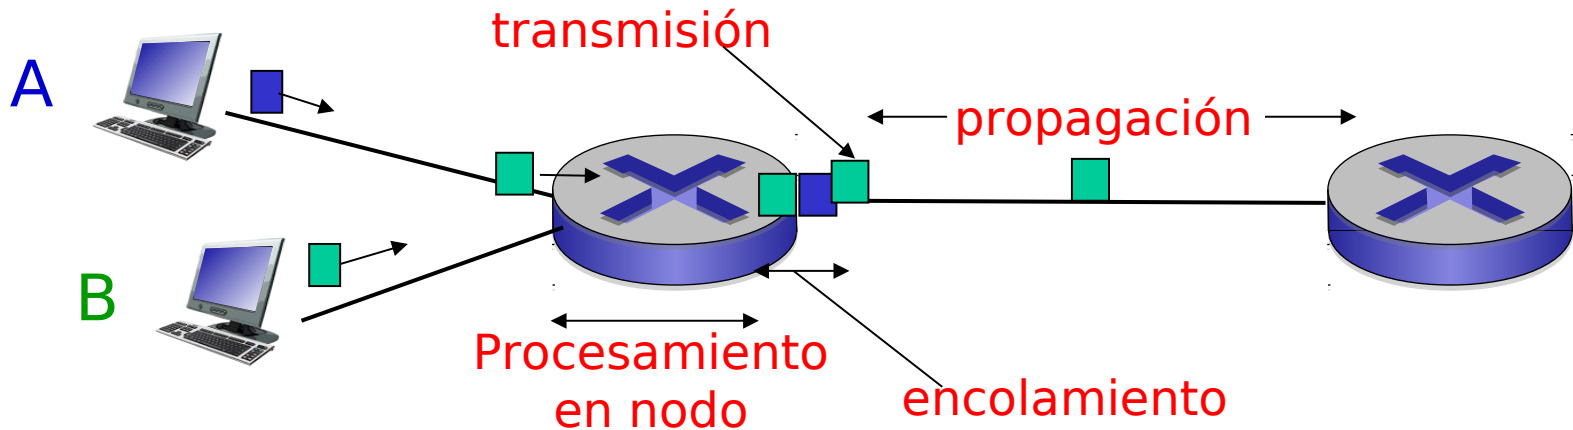 transmisión
A
propagación
B
Procesamiento
en nodo
encolamiento